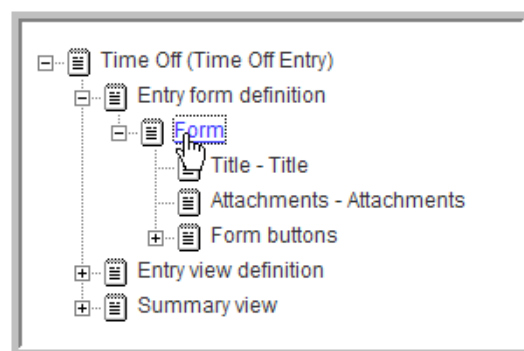 Time Off (Time Off Entry)
Entry form definition
Form
Title - Title
Attachments - Attachments
Form buttons
Entry view definition
Summary view